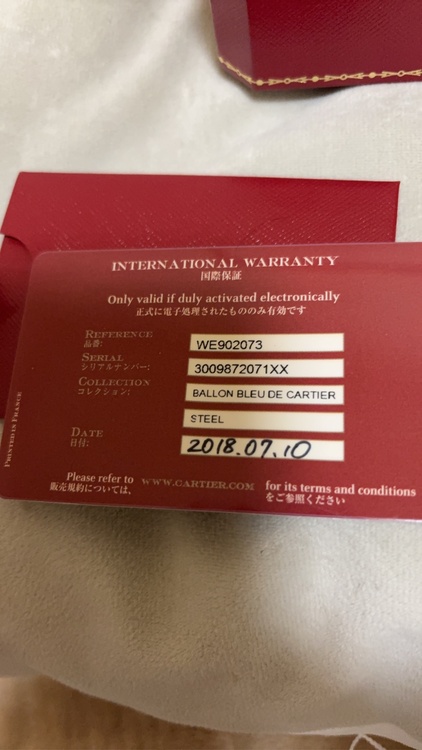 INTERNATIONAL WARRANTY
国際保証
Only valid if duly activated electronically
正式に電子処理されたもののみ有効です
REFERENCE
品番:
WE902073
SERIAL
シリアルナンバー:
3009872071XX
COLLECTION
コレクション:
BALLON BLEU DE CARTIER
STEEL
DATE
日付:
2018.07.10
Please refer to WWW.CARTIER.COM for its terms and conditions
販売規約については、 をご参照ください
PRINTED IN FRANCE